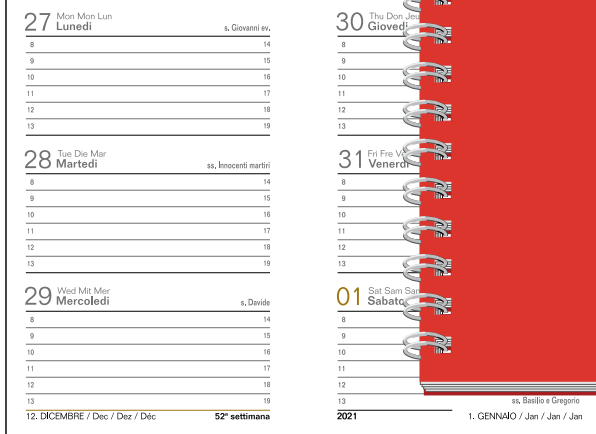 27 Mon Mon Lun
Lunedì
s. Giovanni ev.
8 14
9 15
10 16
11 17
12 18
13 19
28 Tue Die Mar
Martedì
ss. Innocenti martiri
8 14
9 15
10 16
11 17
12 18
13 19
29 Wed Mit Mer
Mercoledì
s. Davide
8 14
9 15
10 16
11 17
12 18
13 19
12. DICEMBRE / Dec / Dez / Déc 52ª settimana
30 Thu Don Jeu
Giovedì
8
9
10
11
12
13
31 Fri Fre
Venerdì
8
9
10
11
12
13
01 Sat Sam Sam
Sabato
8
9
10
11
12
13
ss. Basilio e Gregorio
2021 1. GENNAIO / Jan / Jan / Jan